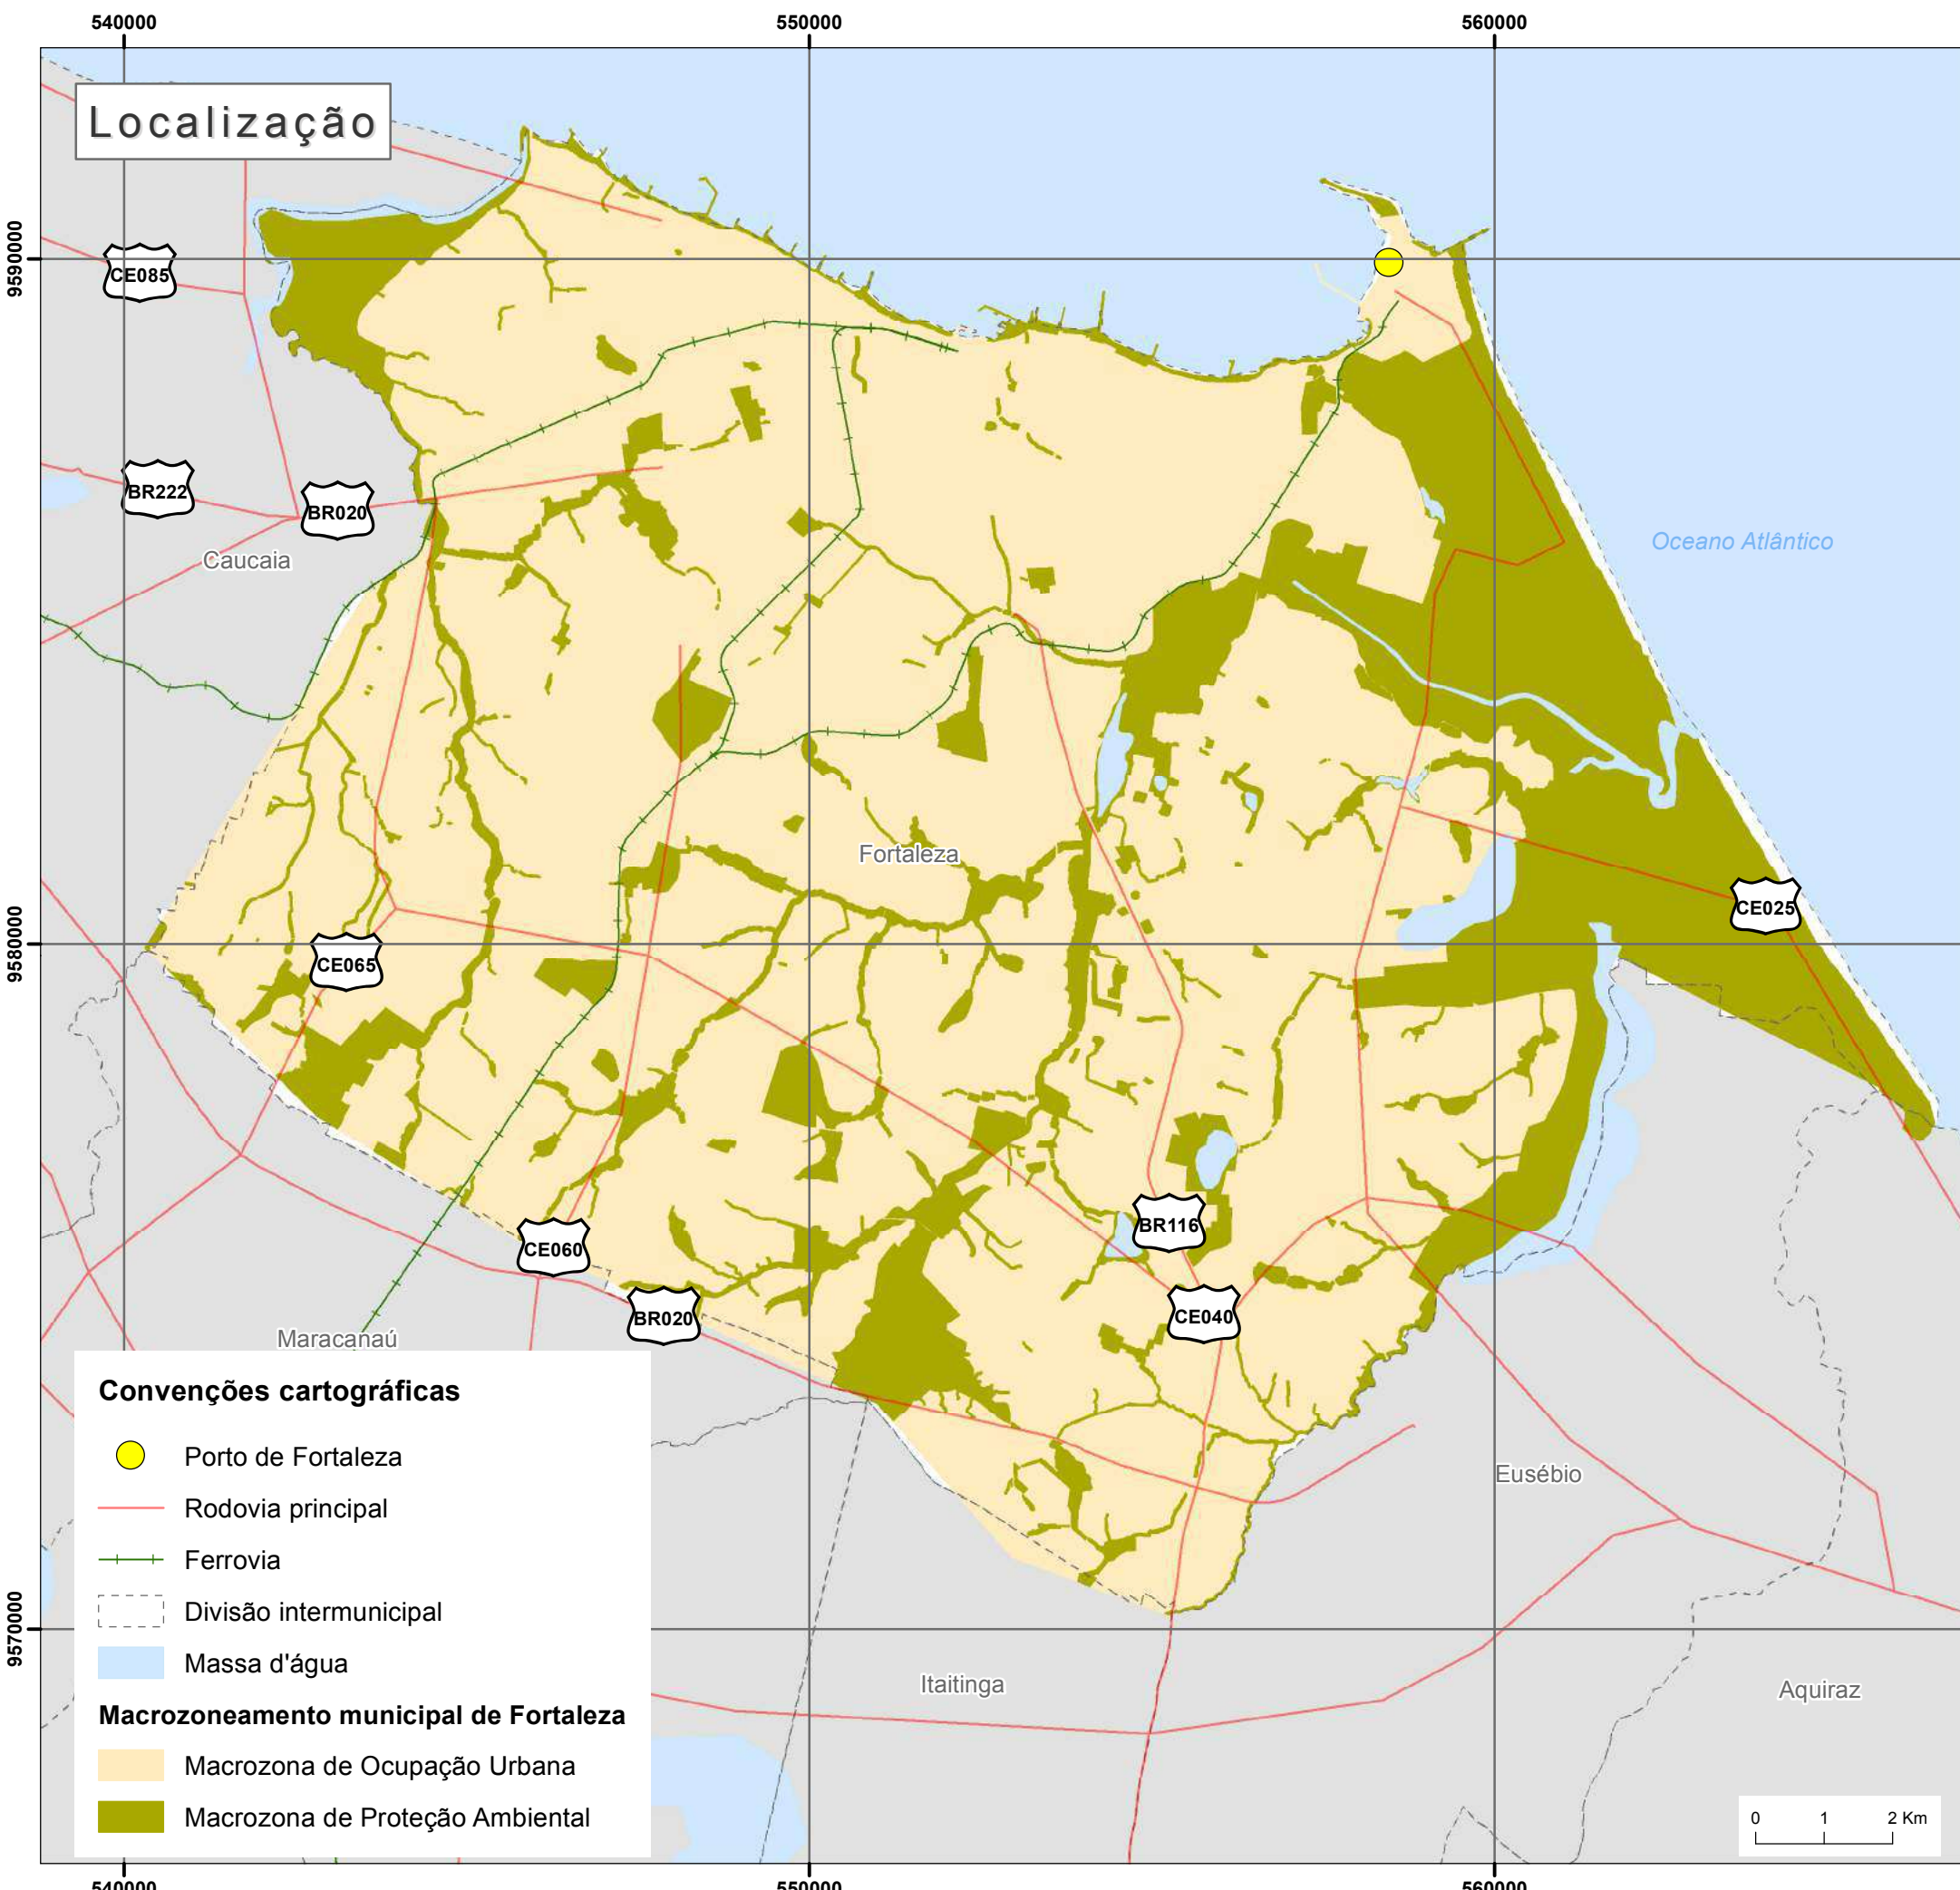 540000
550000
560000
Localização
9590000
CE085
BR222
BR020
Caucaia
Oceano Atlântico
Fortaleza
CE025
9580000
CE065
BR116
CE060
BR020
CE040
Maracanaú
Convenções cartográficas
Porto de Fortaleza
Rodovia principal
Ferrovia
Divisão intermunicipal
Massa d'água
Macrozoneamento municipal de Fortaleza
Macrozona de Ocupação Urbana
Macrozona de Proteção Ambiental
Eusébio
9570000
Itaitinga
Aquiraz
0 1 2 Km
540000
550000
560000